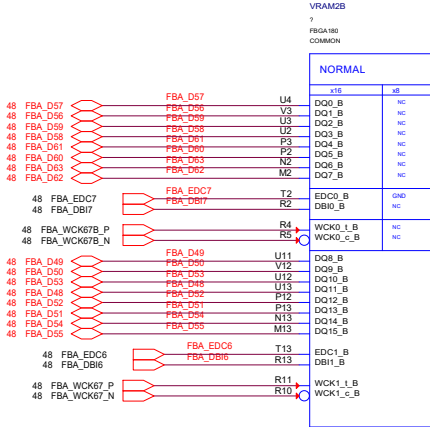 VRAM2B
?
FBGA180
COMMON
NORMAL
x16 x8
48 FBA_D57 FBA_D57 U4 DQ0_B NC
48 FBA_D56 FBA_D56 V3 DQ1_B NC
48 FBA_D59 FBA_D59 U3 DQ2_B NC
48 FBA_D58 FBA_D58 U2 DQ3_B NC
48 FBA_D61 FBA_D61 P3 DQ4_B NC
48 FBA_D60 FBA_D60 P2 DQ5_B NC
48 FBA_D63 FBA_D63 N2 DQ6_B NC
48 FBA_D62 FBA_D62 M2 DQ7_B NC
48 FBA_EDC7 FBA_EDC7 T2 EDC0_B GND
48 FBA_DBI7 FBA_DBI7 R2 DBI0_B NC
48 FBA_WCK67B_P R4 WCK0_t_B NC
48 FBA_WCK67B_N R5 WCK0_c_B NC
48 FBA_D49 FBA_D49 U11 DQ8_B
48 FBA_D50 FBA_D50 V12 DQ9_B
48 FBA_D53 FBA_D53 U12 DQ10_B
48 FBA_D48 FBA_D48 U13 DQ11_B
48 FBA_D52 FBA_D52 P12 DQ12_B
48 FBA_D51 FBA_D51 P13 DQ13_B
48 FBA_D54 FBA_D54 N13 DQ14_B
48 FBA_D55 FBA_D55 M13 DQ15_B
48 FBA_EDC6 FBA_EDC6 T13 EDC1_B
48 FBA_DBI6 FBA_DBI6 R13 DBI1_B
48 FBA_WCK67_P R11 WCK1_t_B
48 FBA_WCK67_N R10 WCK1_c_B